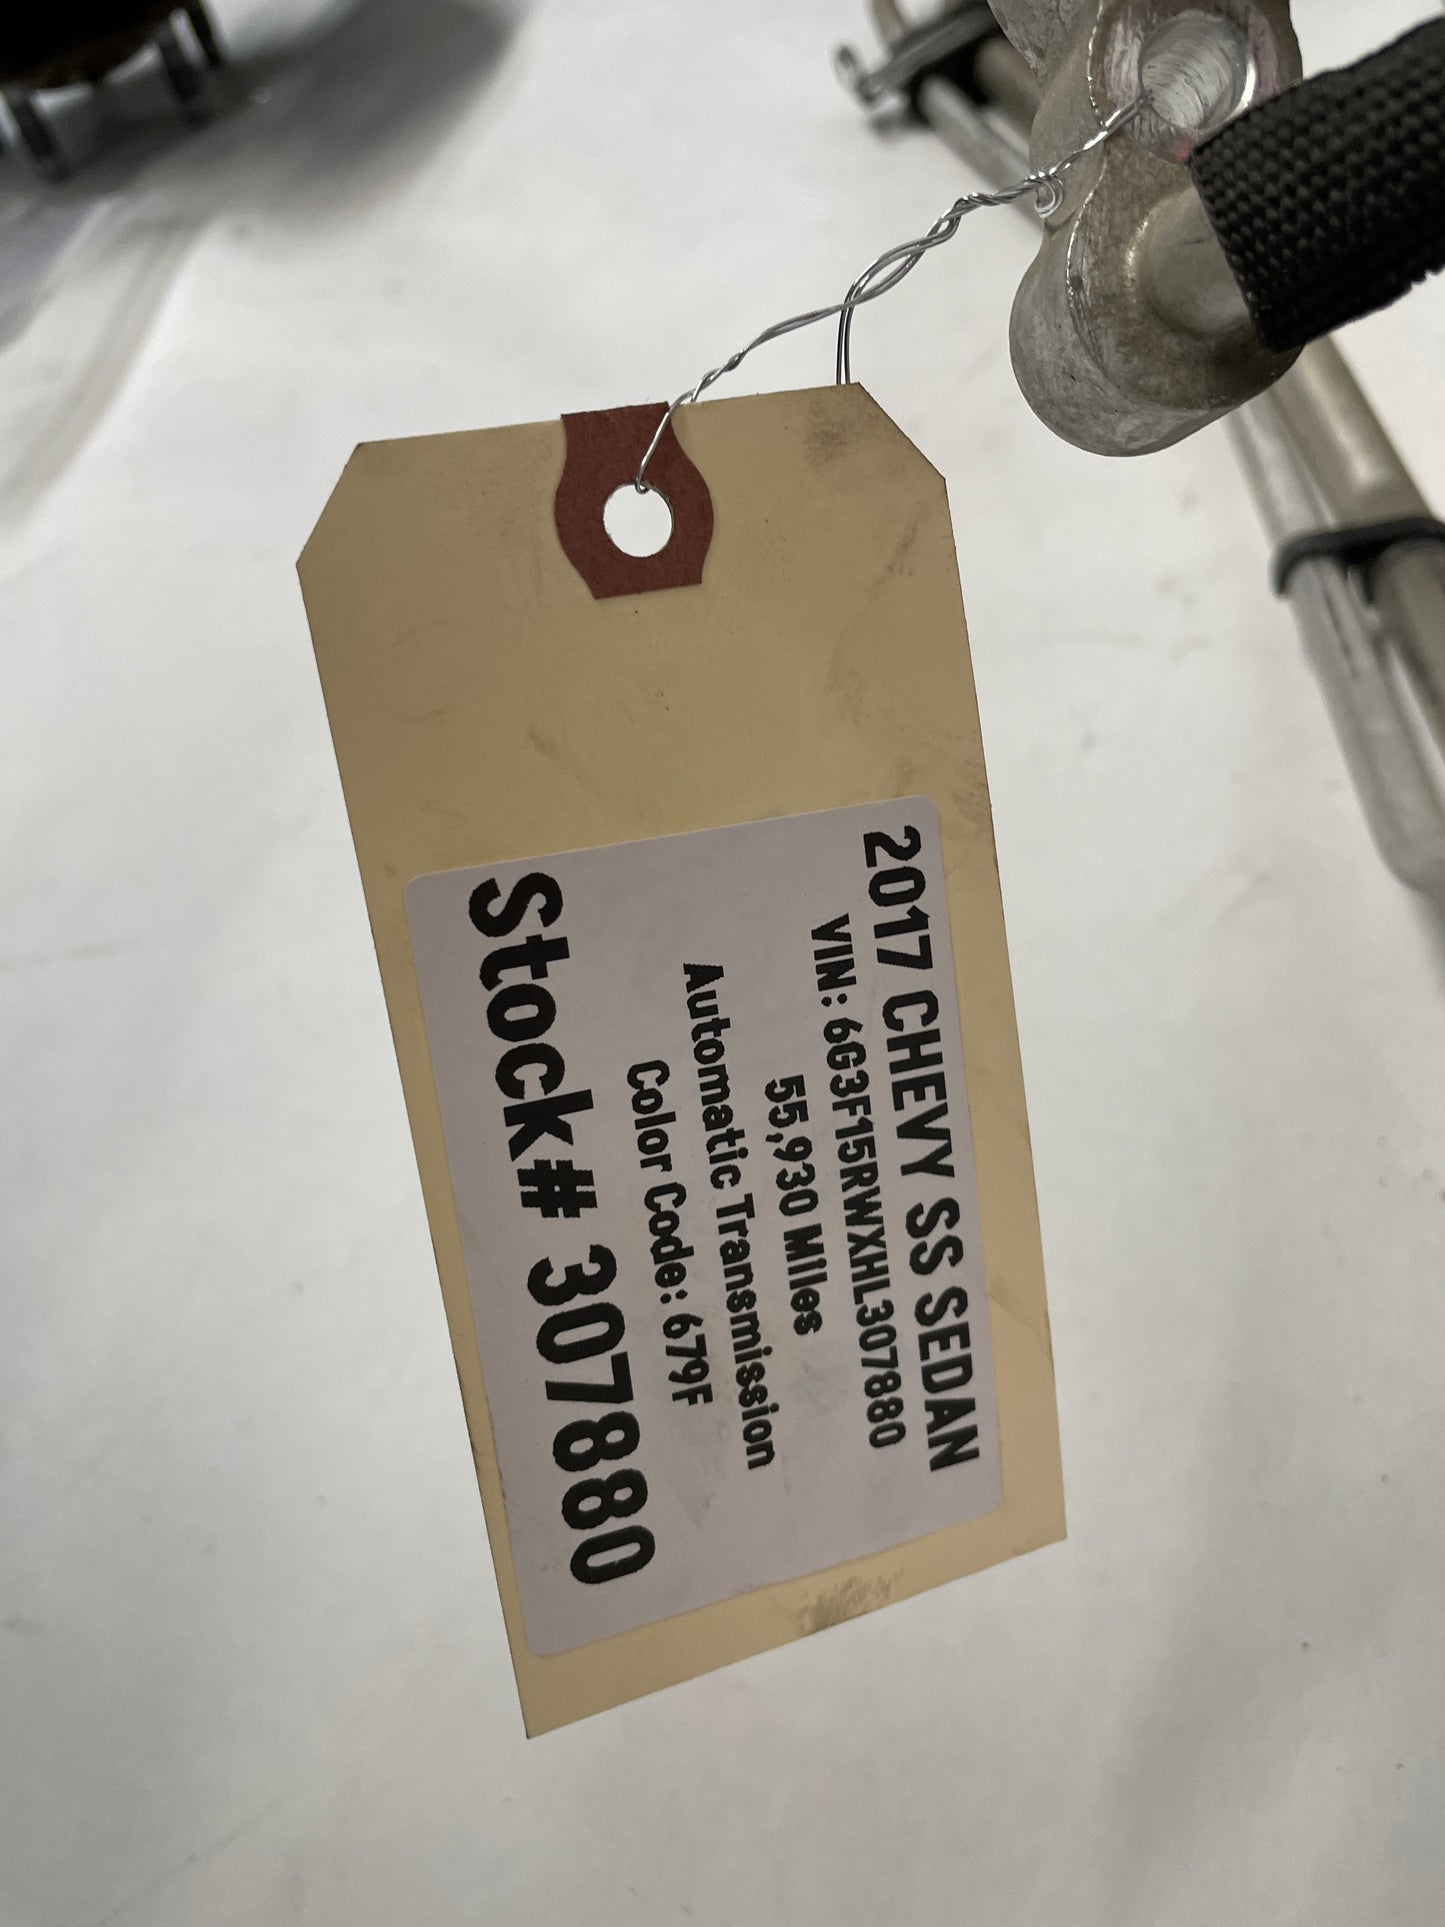 2017 CHEVY SS SEDAN
VIN: 6G3F15RWXHL307880
55,930 Miles
Automatic Transmission
Color Code: 679F
Stock# 307880